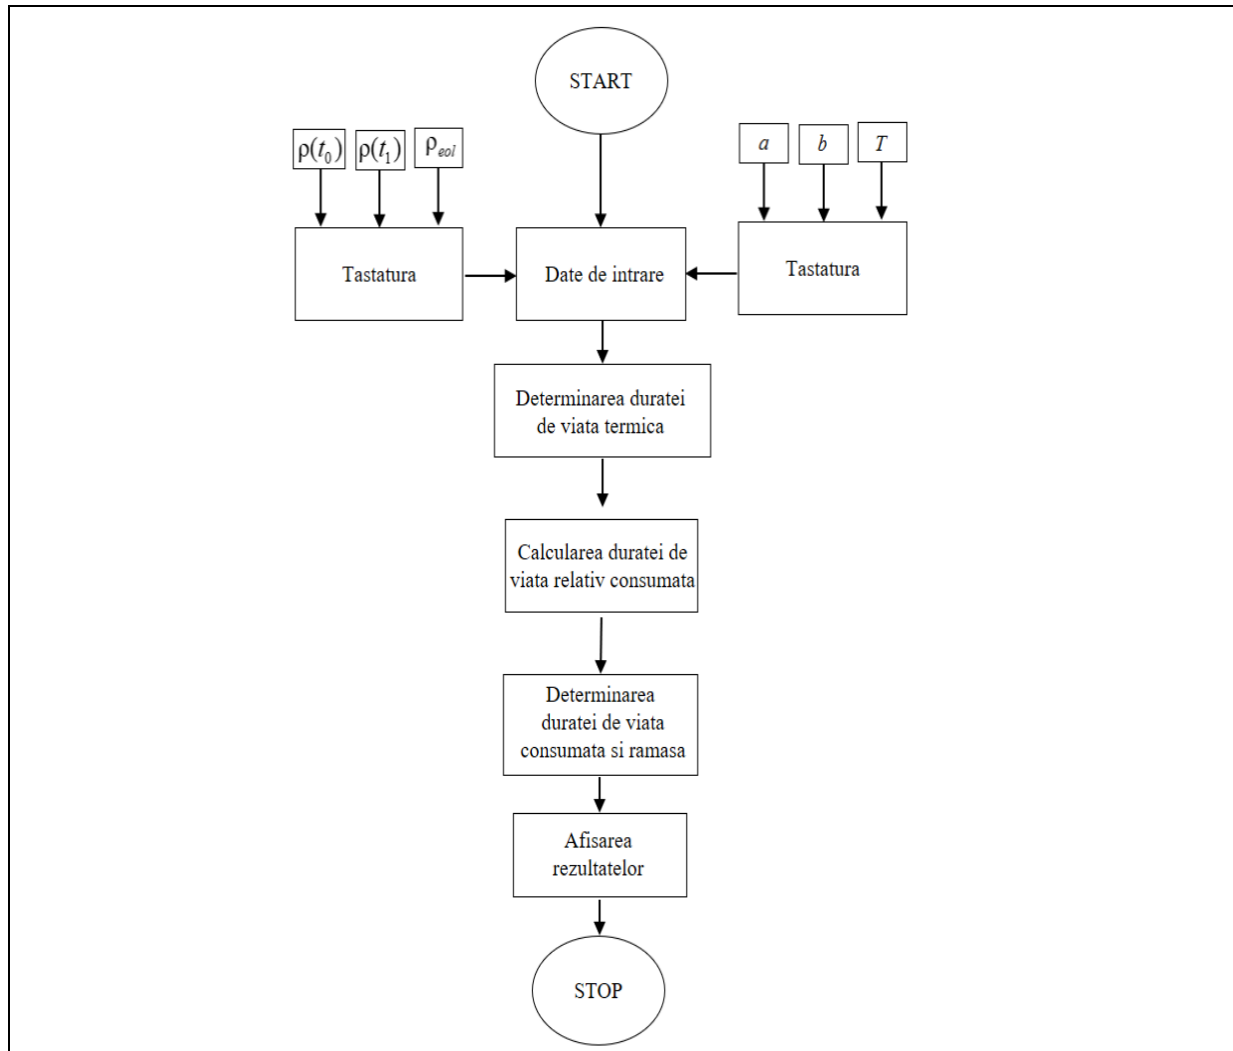 START
ρ(t₀)
ρ(t₁)
ρeol
a
b
T
Tastatura
Date de intrare
Tastatura
Determinarea duratei
de viata termica
Calcularea duratei de
viata relativ consumata
Determinarea
duratei de viata
consumata si ramasa
Afisarea
rezultatelor
STOP